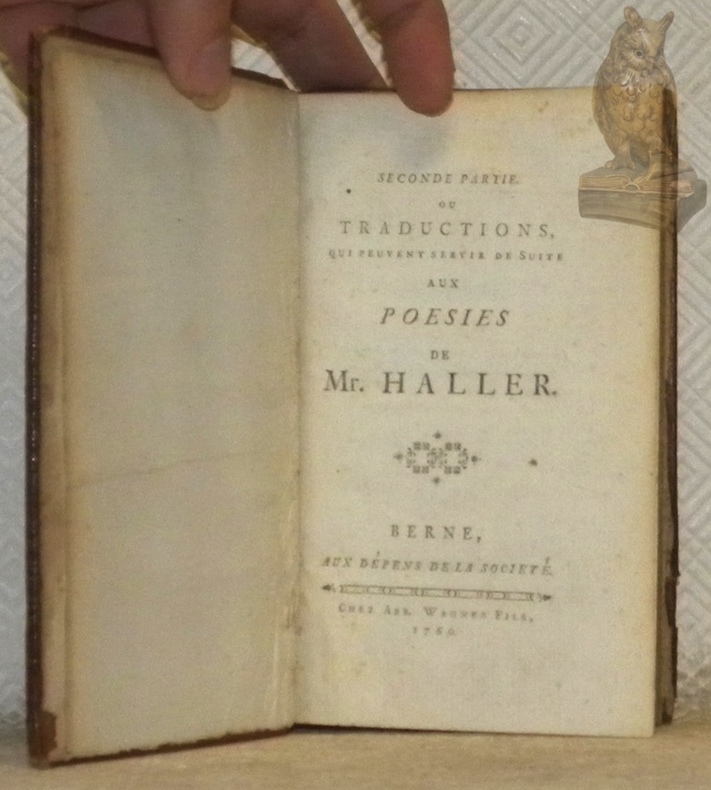 SECONDE PARTIE.
OU
TRADUCTIONS,
QUI PEUVENT SERVIR DE SUITE
AUX
POESIES
DE
Mr. HALLER.
BERNE,
AUX DÉPENS DE LA SOCIETÉ.
CHEZ ABR. WAGNER FILS,
1760.